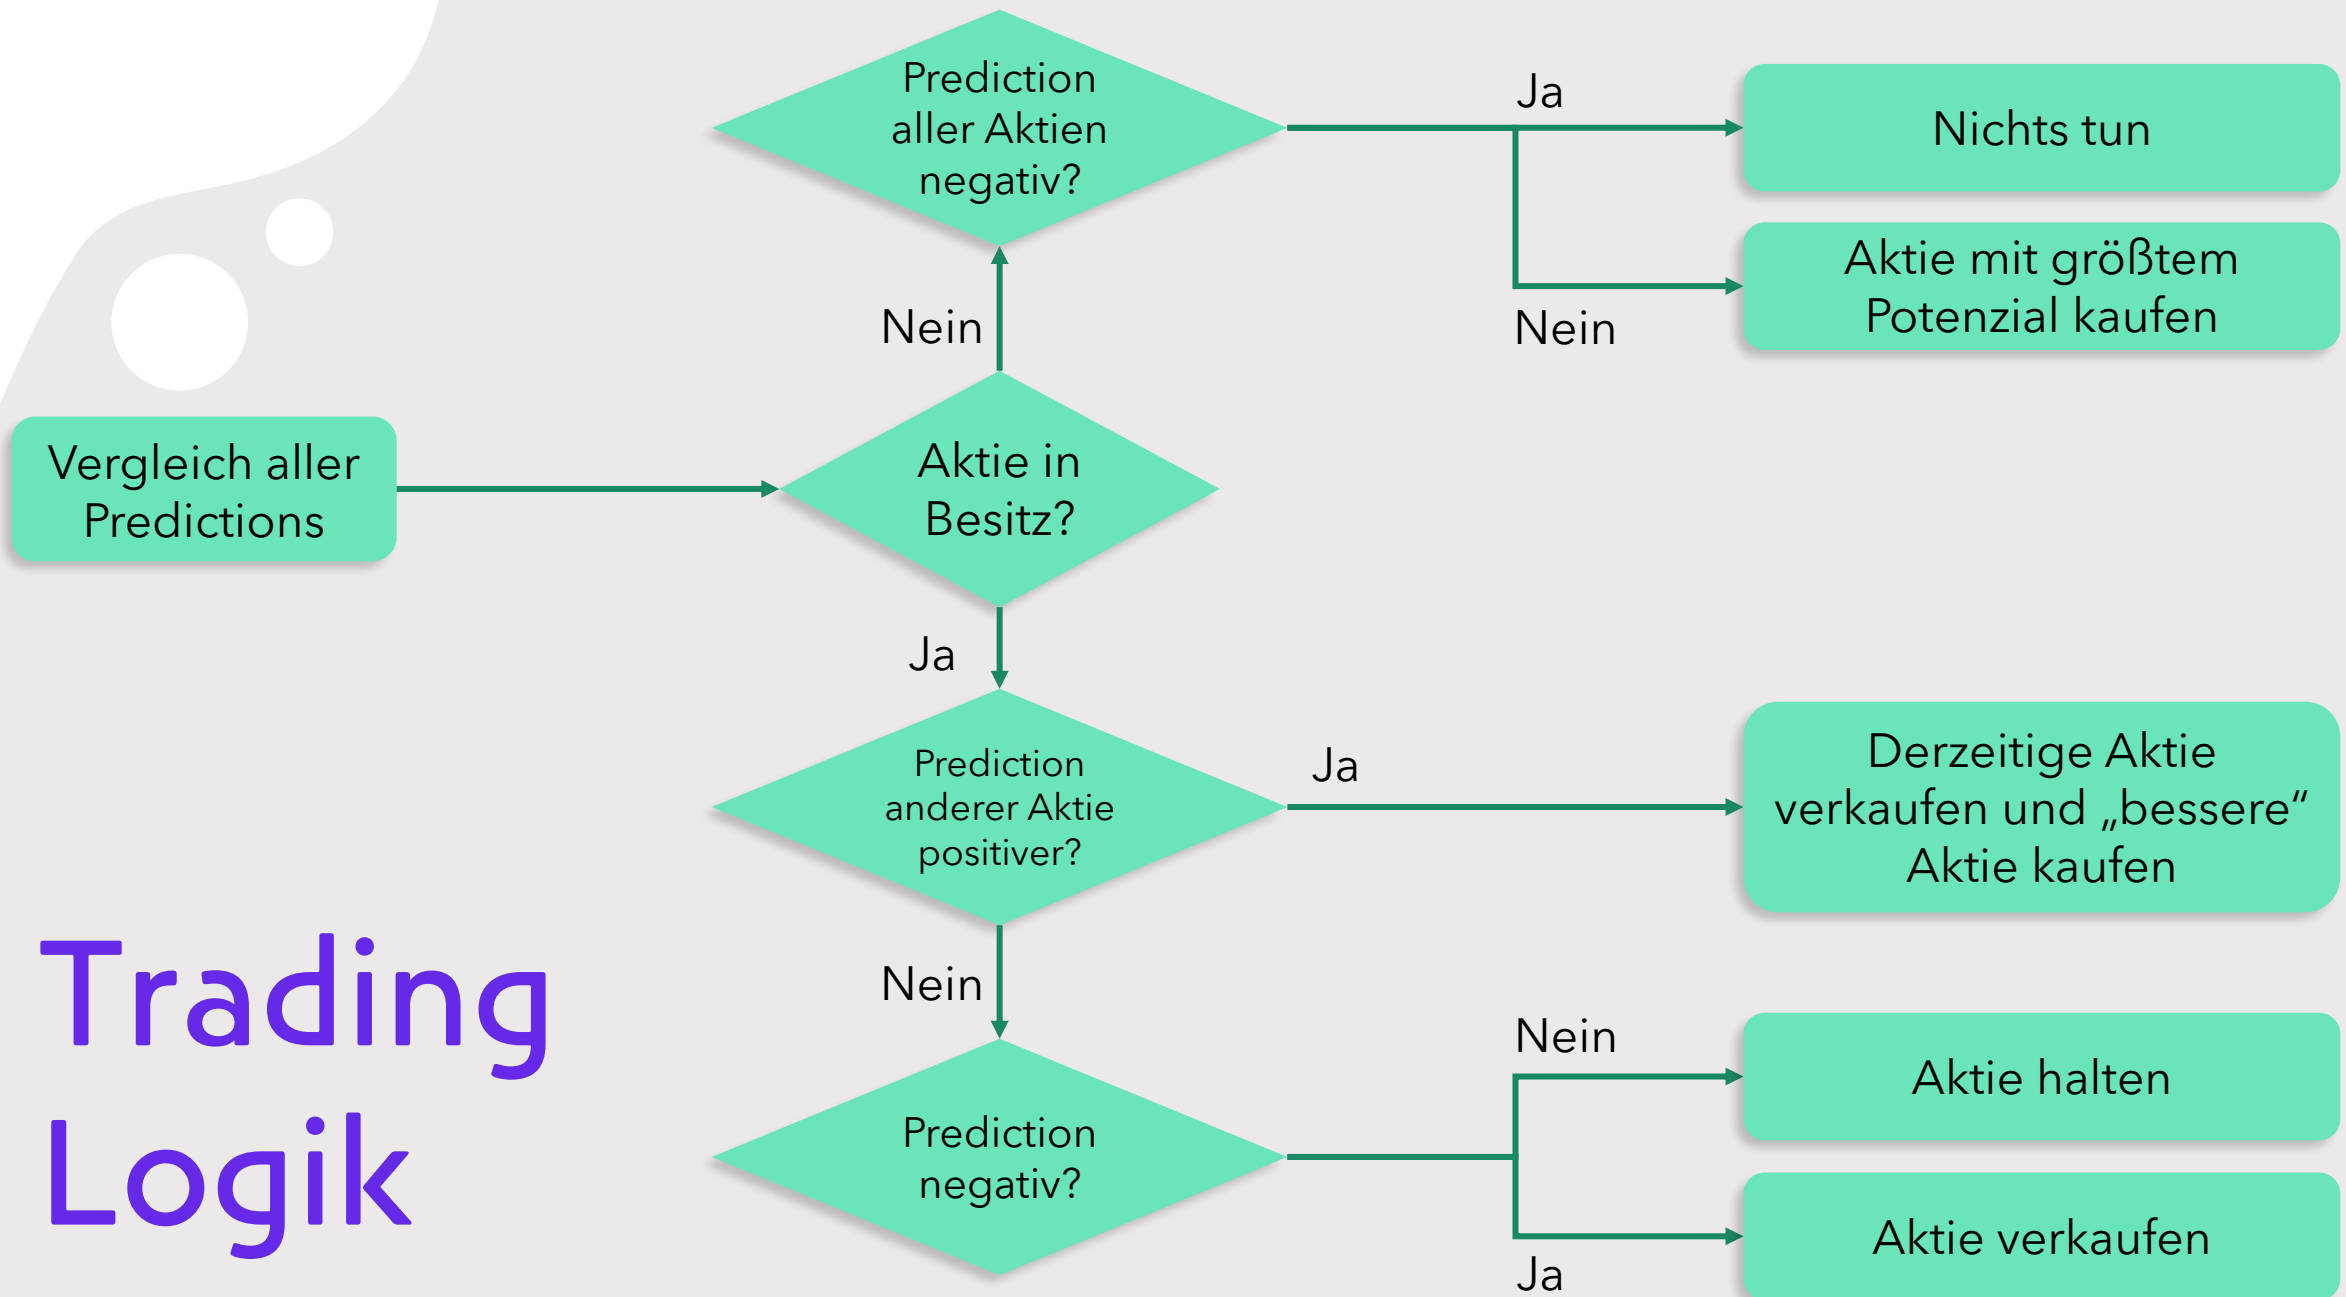 Prediction
aller Aktien
negativ?
Ja
Nichts tun
Nein
Aktie mit größtem
Potenzial kaufen
Nein
Vergleich aller
Predictions
Aktie in
Besitz?
Ja
Prediction
anderer Aktie
positiver?
Ja
Derzeitige Aktie
verkaufen und „bessere“
Aktie kaufen
Nein
Prediction
negativ?
Nein
Aktie halten
Ja
Aktie verkaufen
Trading
Logik